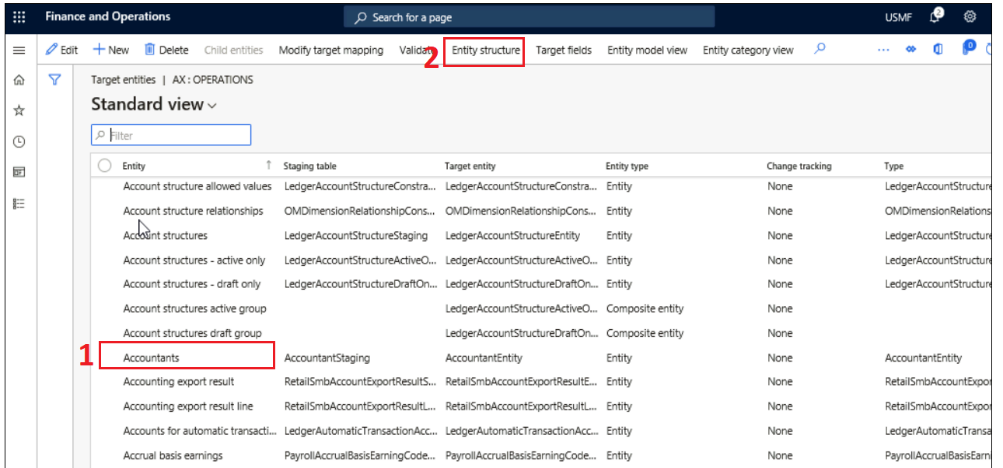 Finance and Operations Search for a page USMF 2
Edit New Delete Child entities Modify target mapping Validat 2 Entity structure Target fields Entity model view Entity category view ... 0
Target entities | AX : OPERATIONS
Standard view
Filter
Entity Staging table Target entity Entity type Change tracking Type
Account structure allowed values LedgerAccountStructureConstra... LedgerAccountStructureConstra... Entity None LedgerAccountStructure
Account structure relationships OMDimensionRelationshipCons... OMDimensionRelationshipCons... Entity None OMDimensionRelations
Account structures LedgerAccountStructureStaging LedgerAccountStructureEntity Entity None LedgerAccountStructure
Account structures - active only LedgerAccountStructureActiveO... LedgerAccountStructureActiveO... Entity None LedgerAccountStructure
Account structures - draft only LedgerAccountStructureDraftOn... LedgerAccountStructureDraftOn... Entity None LedgerAccountStructure
Account structures active group LedgerAccountStructureActiveO... Composite entity None
Account structures draft group LedgerAccountStructureDraftOn... Composite entity None
1 Accountants AccountantStaging AccountantEntity Entity None AccountantEntity
Accounting export result RetailSmbAccountExportResultS... RetailSmbAccountExportResultE... Entity None RetailSmbAccountExpor
Accounting export result line RetailSmbAccountExportResultL... RetailSmbAccountExportResultL... Entity None RetailSmbAccountExpor
Accounts for automatic transacti... LedgerAutomaticTransactionAcc... LedgerAutomaticTransactionAcc... Entity None LedgerAutomaticTransa
Accrual basis earnings PayrollAccrualBasisEarningCode... PayrollAccrualBasisEarningCode... Entity None PayrollAccrualBasisEarn